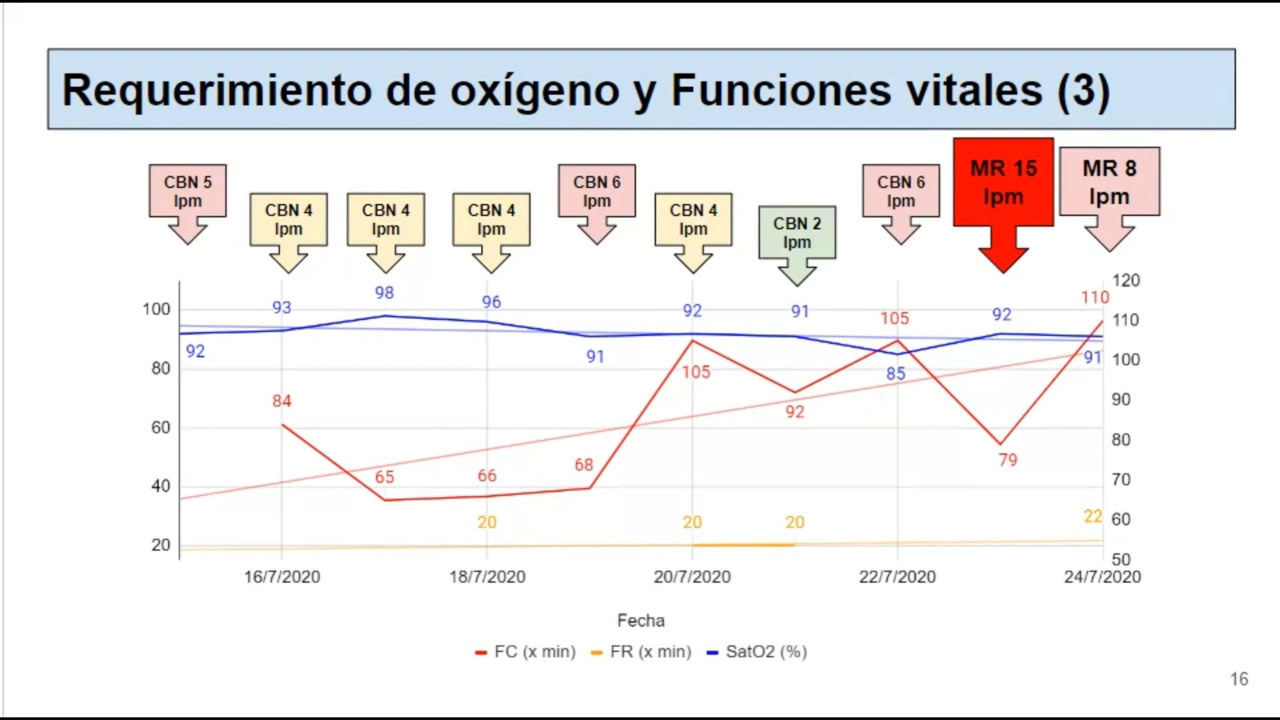 Requerimiento de oxígeno y Funciones vitales (3)
CBN 5
lpm
CBN 4
lpm
CBN 4
lpm
CBN 4
lpm
CBN 6
lpm
CBN 4
lpm
CBN 2
lpm
CBN 6
lpm
MR 15
lpm
MR 8
lpm
100
80
60
40
20
120
110
100
90
80
70
60
50
92
93
98
96
91
92
91
85
92
91
84
65
66
68
105
92
105
79
110
20
20
20
22
16/7/2020
18/7/2020
20/7/2020
22/7/2020
24/7/2020
Fecha
FC (x min)
FR (x min)
SatO2 (%)
16